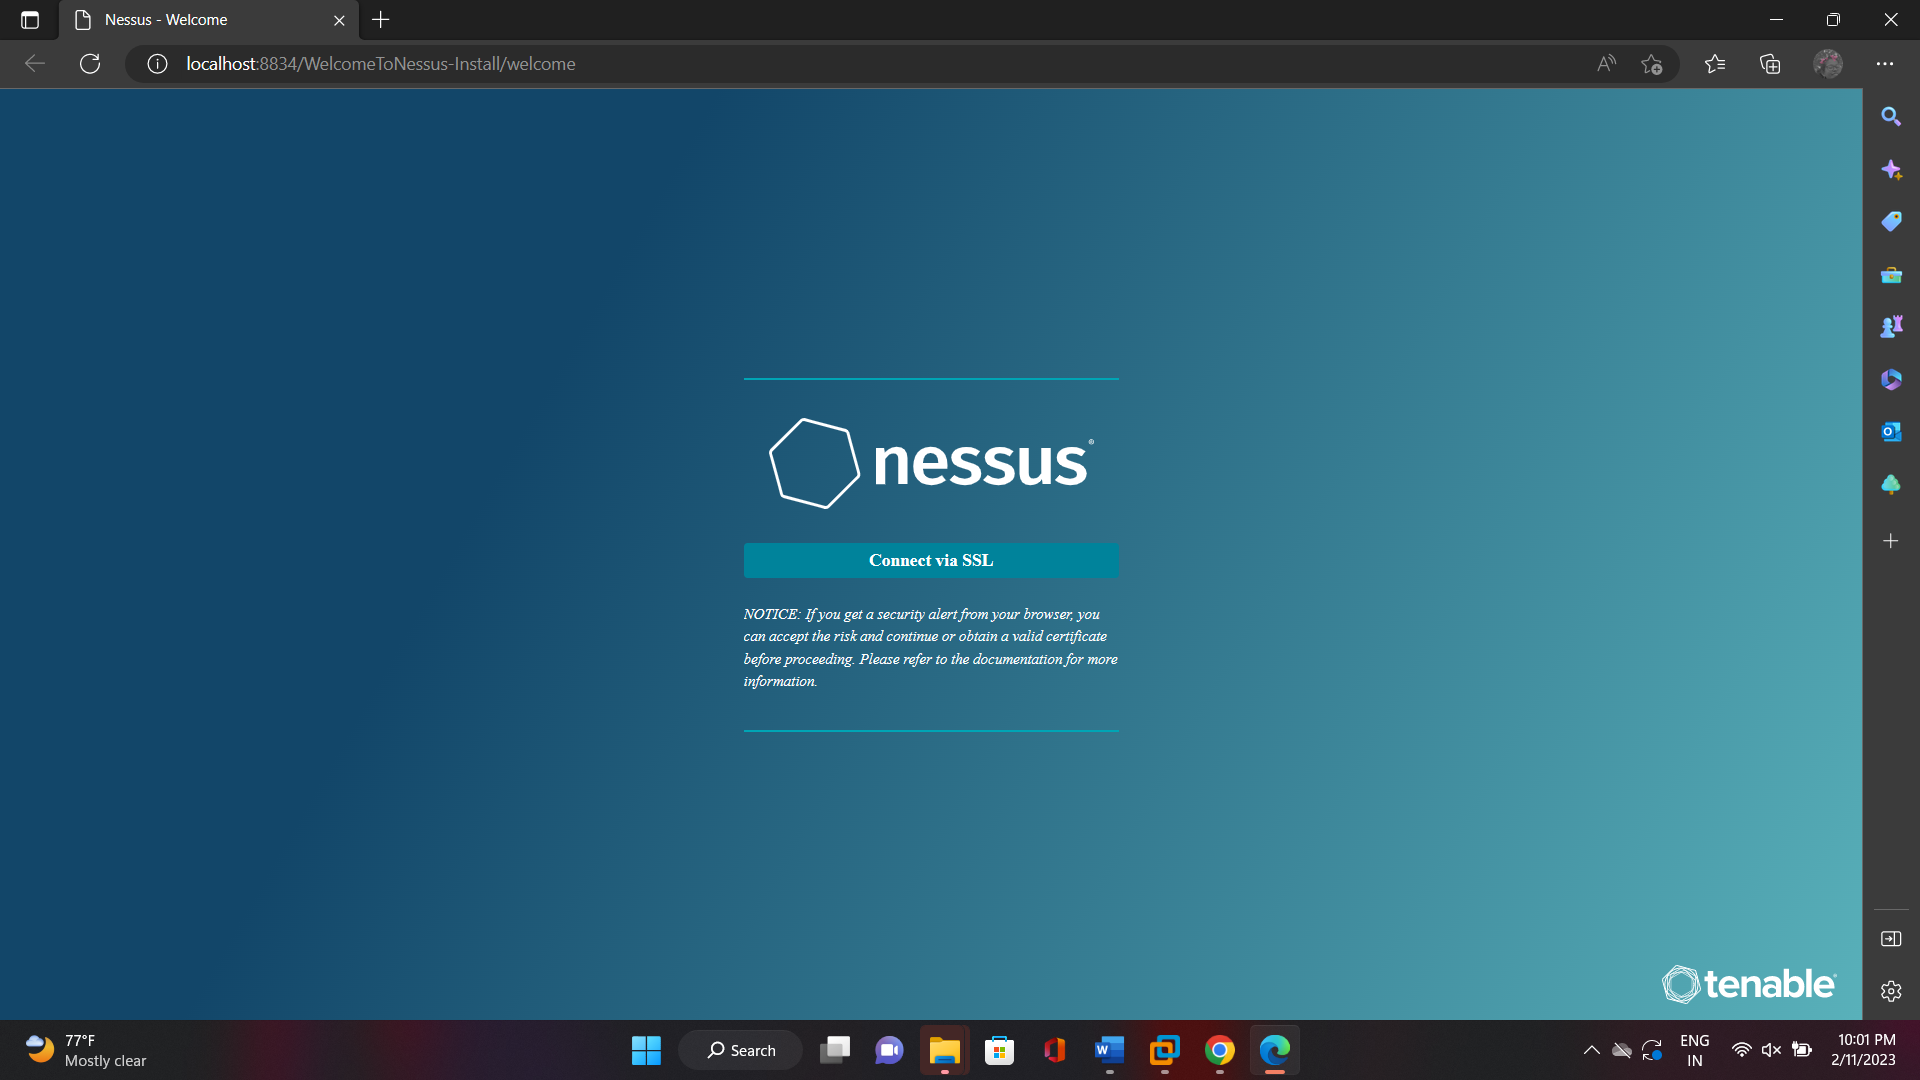 Nessus - Welcome
localhost:8834/WelcomeToNessus-Install/welcome
nessus®
Connect via SSL
NOTICE: If you get a security alert from your browser, you
can accept the risk and continue or obtain a valid certificate
before proceeding. Please refer to the documentation for more
information.
tenable
77°F
Mostly clear
Search
ENG
IN
10:01 PM
2/11/2023